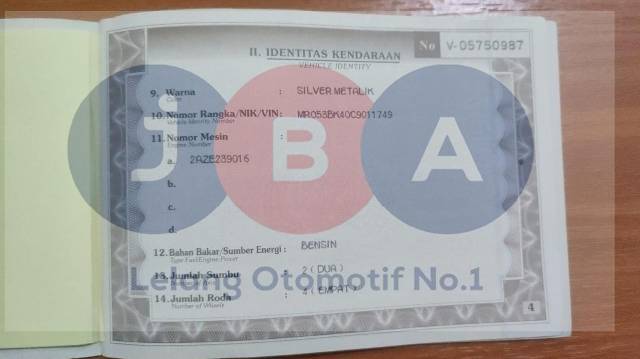 II. IDENTITAS KENDARAAN
VEHICLE IDENTITY
No V-05750987
9. Warna : SILVER METALIK
Color
10. Nomor Rangka/NIK/VIN: MR053BK40C9011749
Vehicle Identity Number
11. Nomor Mesin :
Engine Number
a. 2AZE239016
b.
c.
d.
12. Bahan Bakar/Sumber Energi : BENSIN
Type Fuel/Engine Power
13. Jumlah Sumbu : 2 (DUA)
14. Jumlah Roda : 4 (EMPAT)
Number of Wheels
4
j B A
Lelung Otomotif No.1